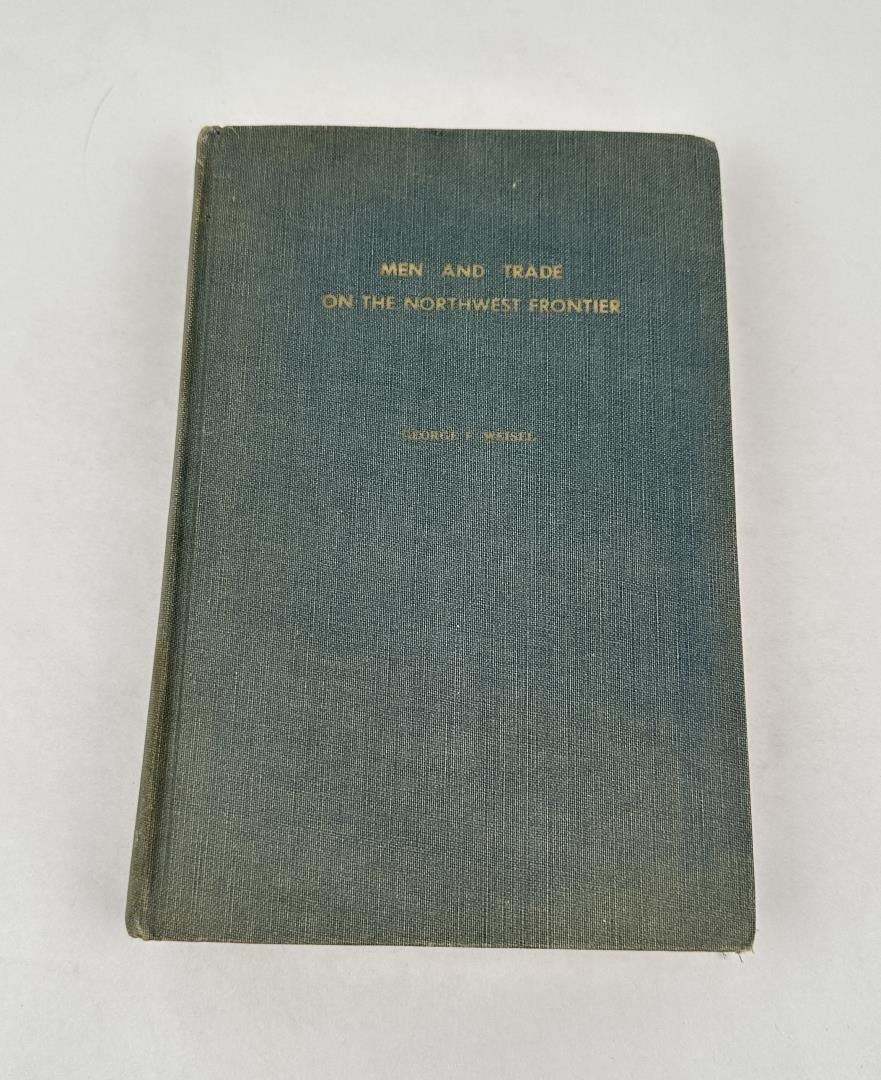 MEN AND TRADE
ON THE NORTHWEST FRONTIER
GEORGE F. WEISEL